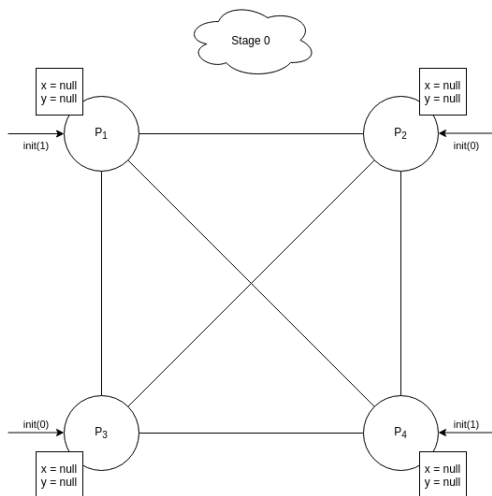 Stage 0
x = null
y = null
x = null
y = null
P1
P2
init(1)
init(0)
init(0)
P3
P4
init(1)
x = null
y = null
x = null
y = null